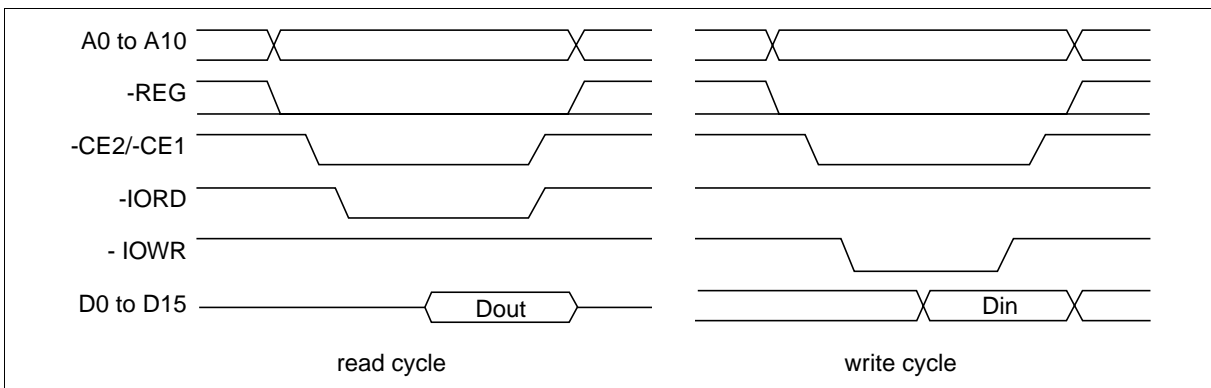 A0 to A10
-REG
-CE2/-CE1
-IORD
- IOWR
D0 to D15
Dout
Din
read cycle
write cycle